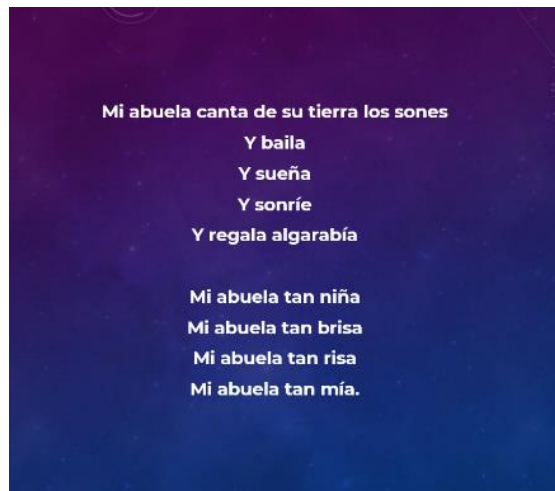 Mi abuela canta de su tierra los sones
Y baila
Y sueña
Y sonríe
Y regala algarabía
Mi abuela tan niña
Mi abuela tan brisa
Mi abuela tan risa
Mi abuela tan mía.